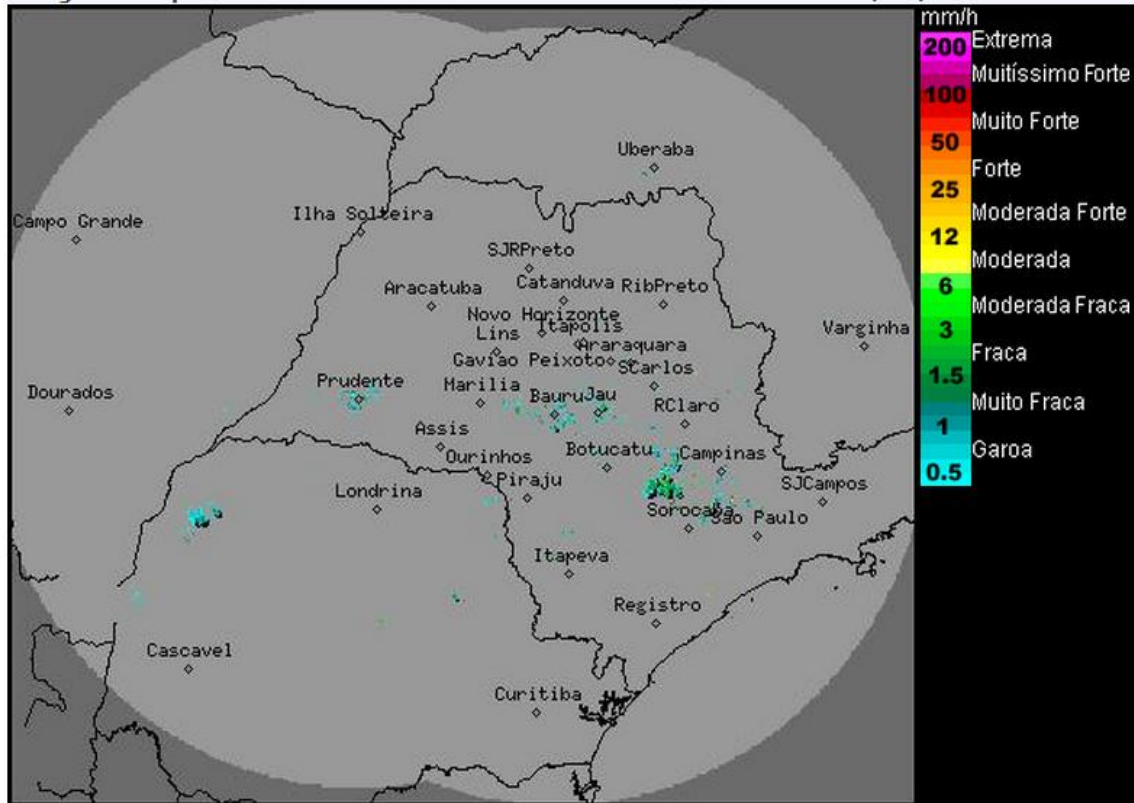 mm/h
200 Extrema
Muitíssimo Forte
100
Muito Forte
50
Forte
25
Moderada Forte
12
Moderada
6
Moderada Fraca
3
Fraca
1.5
Muito Fraca
1
Garoa
0.5
Uberaba
Campo Grande
Ilha Solteira
SJRPreto
Aracatuba
Catanduva
RibPreto
Novo Horizonte
Itapolis
Lins
Araraquara
Varginha
Gaviao Peixoto
SCarlos
Prudente
Dourados
Marilia
Bauru
Jau
RClaro
Assis
Ourinhos
Botucatu
Campinas
Piraju
SJCampos
Londrina
Sorocaba
Sao Paulo
Itapeva
Registro
Cascavel
Curitiba